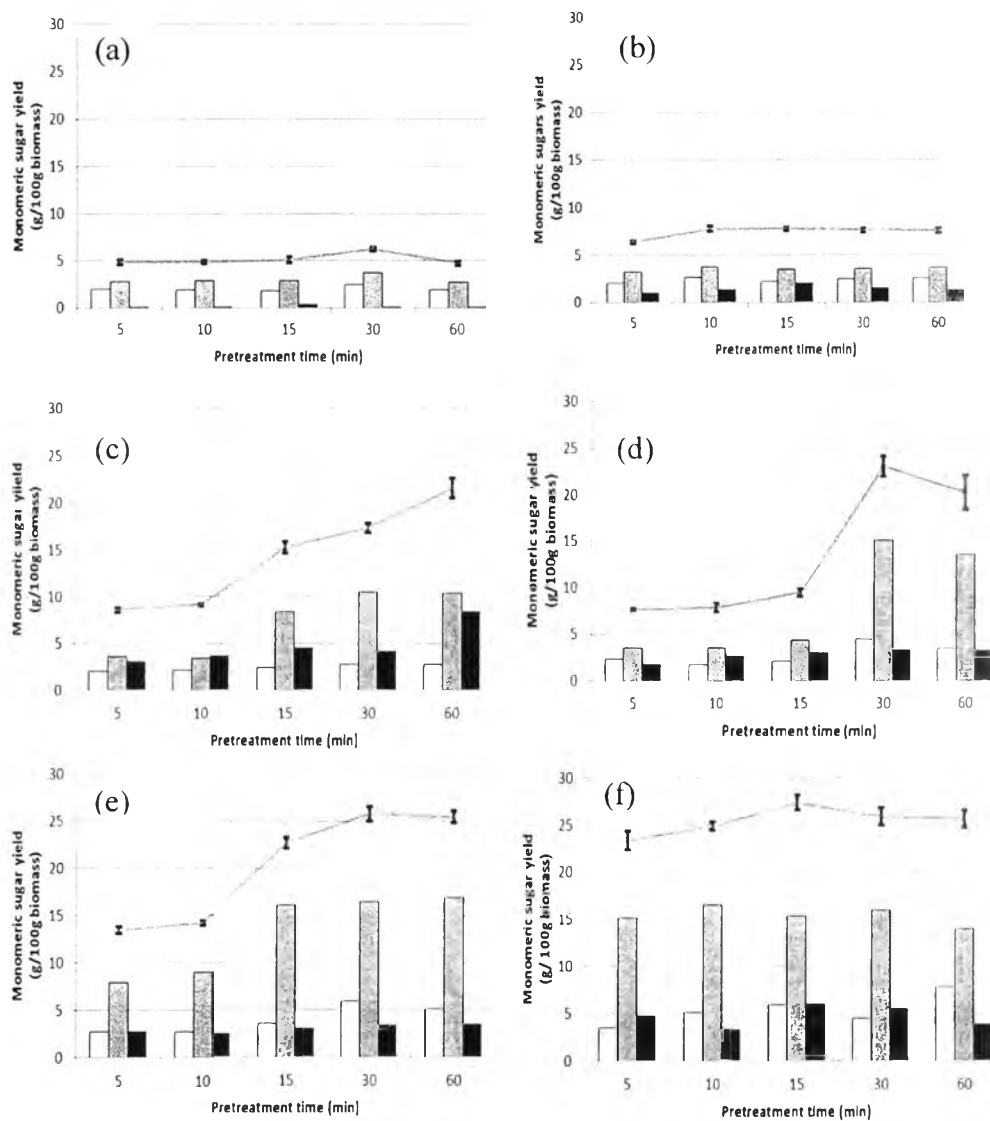 (a)
Monomeric sugar yield
(g/100g biomass)
30
25
20
15
10
5
0
5 10 15 30 60
Pretreatment time (min)
(b)
Monomeric sugars yield
(g/100g biomass)
30
25
20
15
10
5
0
5 10 15 30 60
Pretreatment time (min)
(c)
Monomeric sugar yield
(g/100g biomass)
30
25
20
15
10
5
0
5 10 15 30 60
Pretreatment time (min)
(d)
Monomeric sugar yield
(g/100g biomass)
30
25
20
15
10
5
0
5 10 15 30 60
Pretreatment time (min)
(e)
Monomeric sugar yield
(g/100g biomass)
30
25
20
15
10
5
0
5 10 15 30 60
Pretreatment time (min)
(f)
Monomeric sugar yield
(g/100g biomass)
30
25
20
15
10
5
0
5 10 15 30 60
Pretreatment time (min)